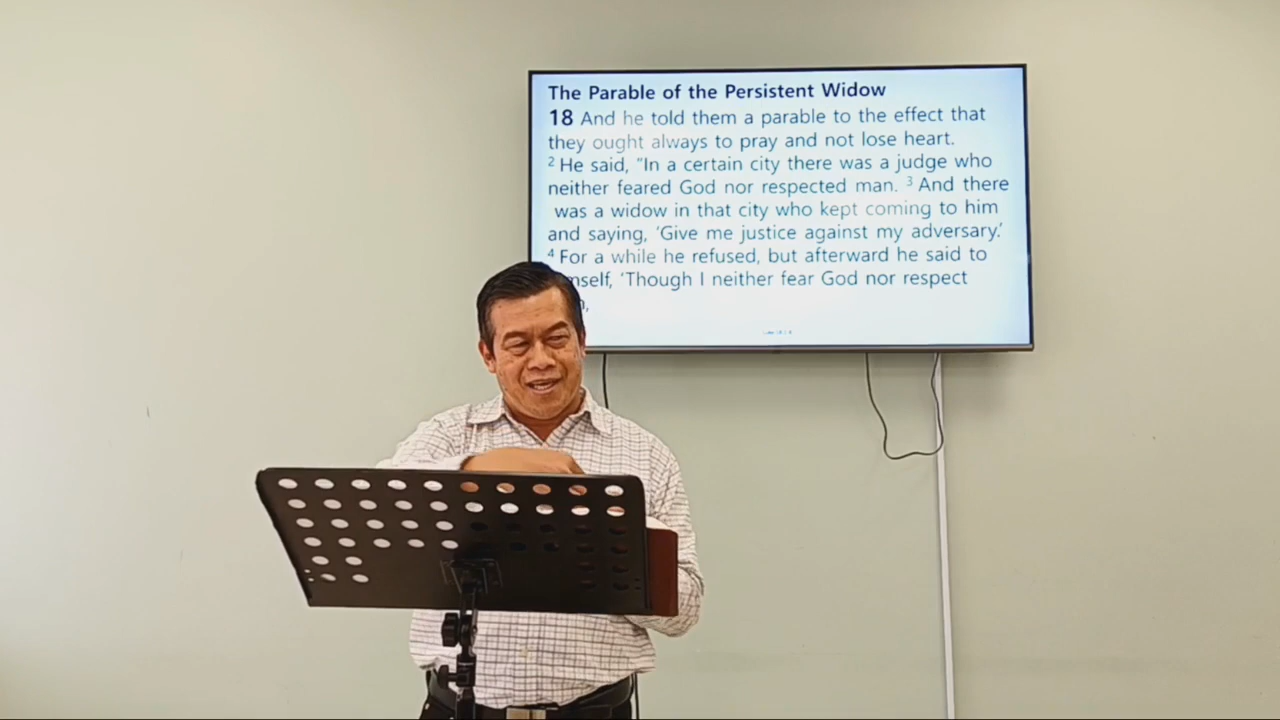 The Parable of the Persistent Widow
18 And he told them a parable to the effect that
they ought always to pray and not lose heart.
2 He said, “In a certain city there was a judge who
neither feared God nor respected man. 3 And there
was a widow in that city who kept coming to him
and saying, ‘Give me justice against my adversary.’
4 For a while he refused, but afterward he said to
mself, ‘Though I neither fear God nor respect